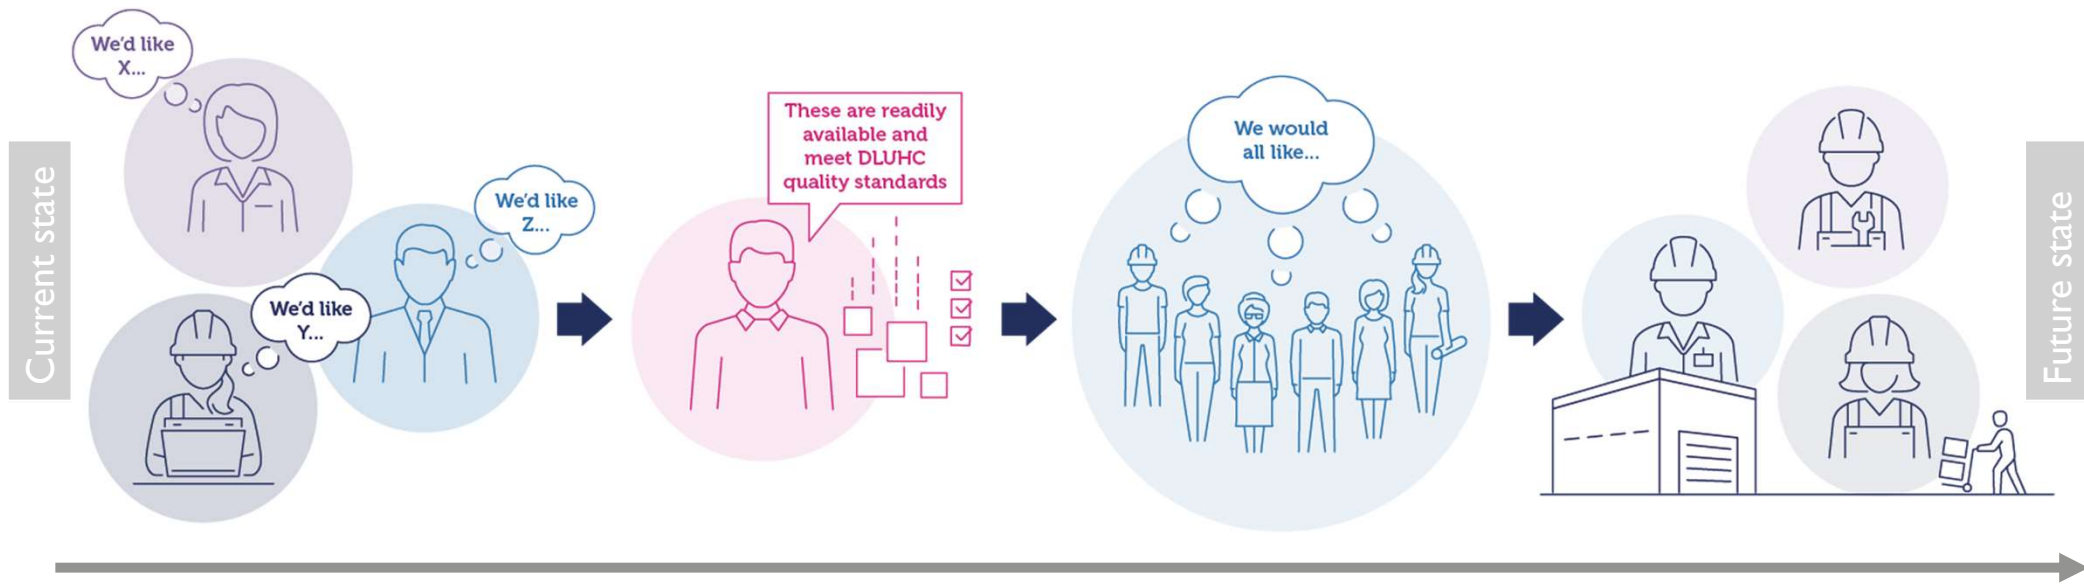 Current state
We'd like
X...
We'd like
Y...
We'd like
Z...
These are readily
available and
meet DLUHC
quality standards
We would
all like...
Future state